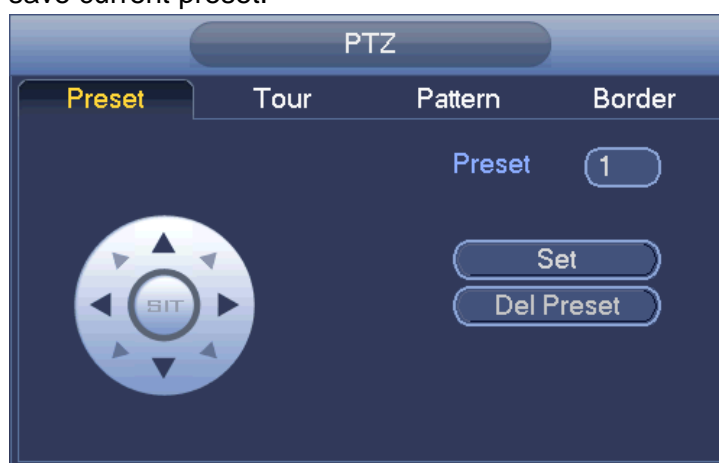 save current preset.
PTZ
Preset Tour Pattern Border
Preset 1
Set
SIT
Del Preset